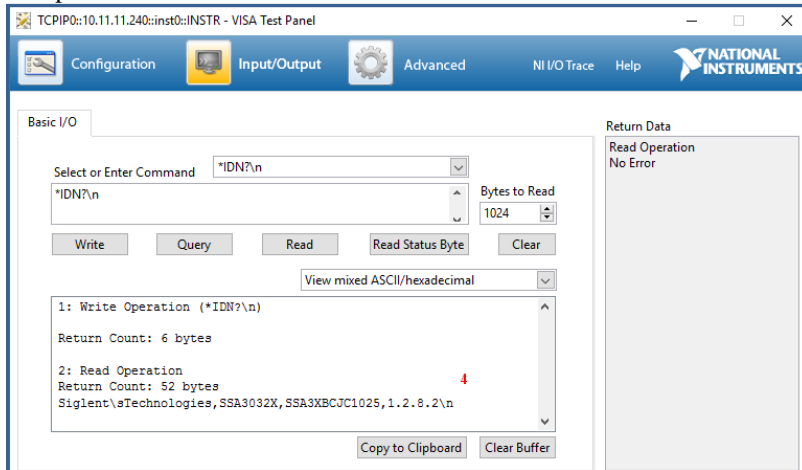 TCPIP0::10.11.11.240::inst0::INSTR - VISA Test Panel
Configuration Input/Output Advanced NI I/O Trace Help NATIONAL INSTRUMENTS
Basic I/O
Return Data
Read Operation
No Error
Select or Enter Command *IDN?\n
*IDN?\n
Bytes to Read
1024
Write Query Read Read Status Byte Clear
View mixed ASCII/hexadecimal
1: Write Operation (*IDN?\n)
Return Count: 6 bytes
2: Read Operation
4
Return Count: 52 bytes
Siglent\sTechnologies,SSA3032X,SSA3XBCJC1025,1.2.8.2\n
Copy to Clipboard Clear Buffer